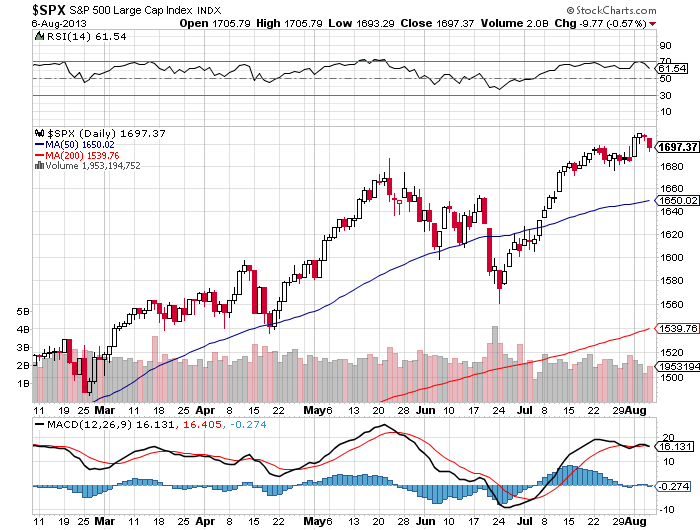 $SPX S&P 500 Large Cap Index INDX © StockCharts.com
6-Aug-2013 Open 1705.79 High 1705.79 Low 1693.29 Close 1697.37 Volume 2.0B Chg -9.77 (-0.57%)
RSI(14) 61.54
90
70
61.54
50
30
10
$SPX (Daily) 1697.37
MA(50) 1650.02
MA(200) 1539.76
Volume 1,953,194,752
1697.37
1680
1660
1650.02
1640
1620
1600
1580
1560
1539.76
1520
1953194
1500
5B
4B
3B
2B
1B
11 19 25 Mar 11 18 25 Apr 8 15 22 May 6 13 20 28 Jun 10 17 24 Jul 8 15 22 29 Aug
MACD(12,26,9) 16.131, 16.405, -0.274
20
16.131
10
-0.274
-10
11 19 25 Mar 11 18 25 Apr 8 15 22 May 6 13 20 28 Jun 10 17 24 Jul 8 15 22 29 Aug